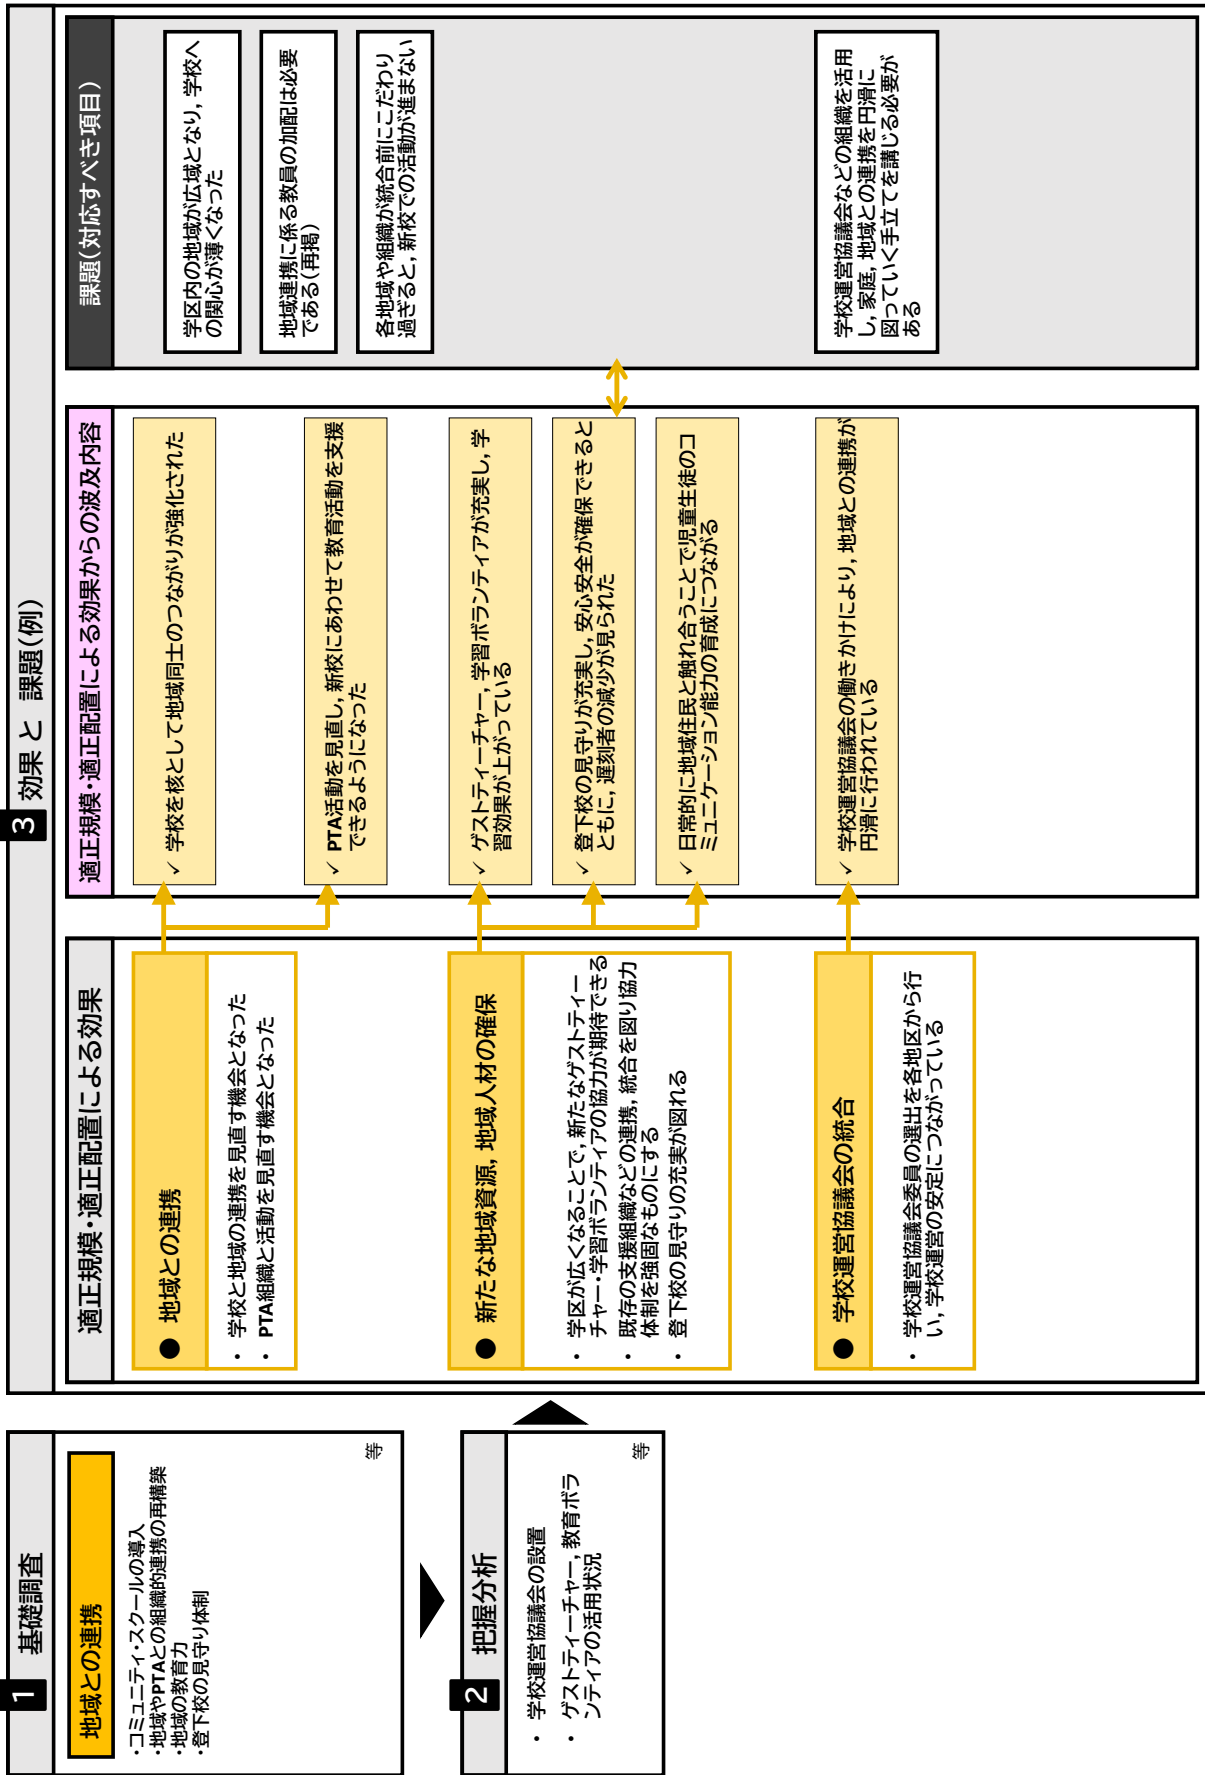 1 基礎調査
地域との連携
・コミュニティ・スクールの導入
・地域やPTAとの組織的連携の再構築
・地域の教育力
・登下校の見守り体制
等
2 把握分析
・ 学校運営協議会の設置
・ ゲストティーチャー，教育ボラ
ンティアの活用状況
等
3 効果 と 課題（例）
適正規模・適正配置による効果
● 地域との連携
・ 学校と地域の連携を見直す機会となった
・ PTA組織と活動を見直す機会となった
● 新たな地域資源，地域人材の確保
・ 学区が広くなることで，新たなゲストティー
チャー・学習ボランティアの協力が期待できる
・ 既存の支援組織などの連携，統合を図り協力
体制を強固なものにする
・ 登下校の見守りの充実が図れる
● 学校運営協議会の統合
・ 学校運営協議会委員の選出を各地区から行
い，学校運営の安定につながっている
適正規模・適正配置による効果からの波及内容
✓ 学校を核として地域同士のつながりが強化された
✓ PTA活動を見直し，新校にあわせて教育活動を支援
できるようになった
✓ ゲストティーチャー，学習ボランティアが充実し，学
習効果が上がっている
✓ 登下校の見守りが充実し，安心安全が確保できると
ともに，遅刻者の減少が見られた
✓ 日常的に地域住民と触れ合うことで児童生徒のコ
ミュニケーション能力の育成につながる
✓ 学校運営協議会の働きかけにより，地域との連携が
円滑に行われている
課題（対応すべき項目）
学区内の地域が広域となり，学校へ
の関心が薄くなった
地域連携に係る教員の加配は必要
である（再掲）
各地域や組織が統合前にこだわり
過ぎると，新校での活動が進まない
学校運営協議会などの組織を活用
し，家庭，地域との連携を円滑に
図っていく手立てを講じる必要が
ある